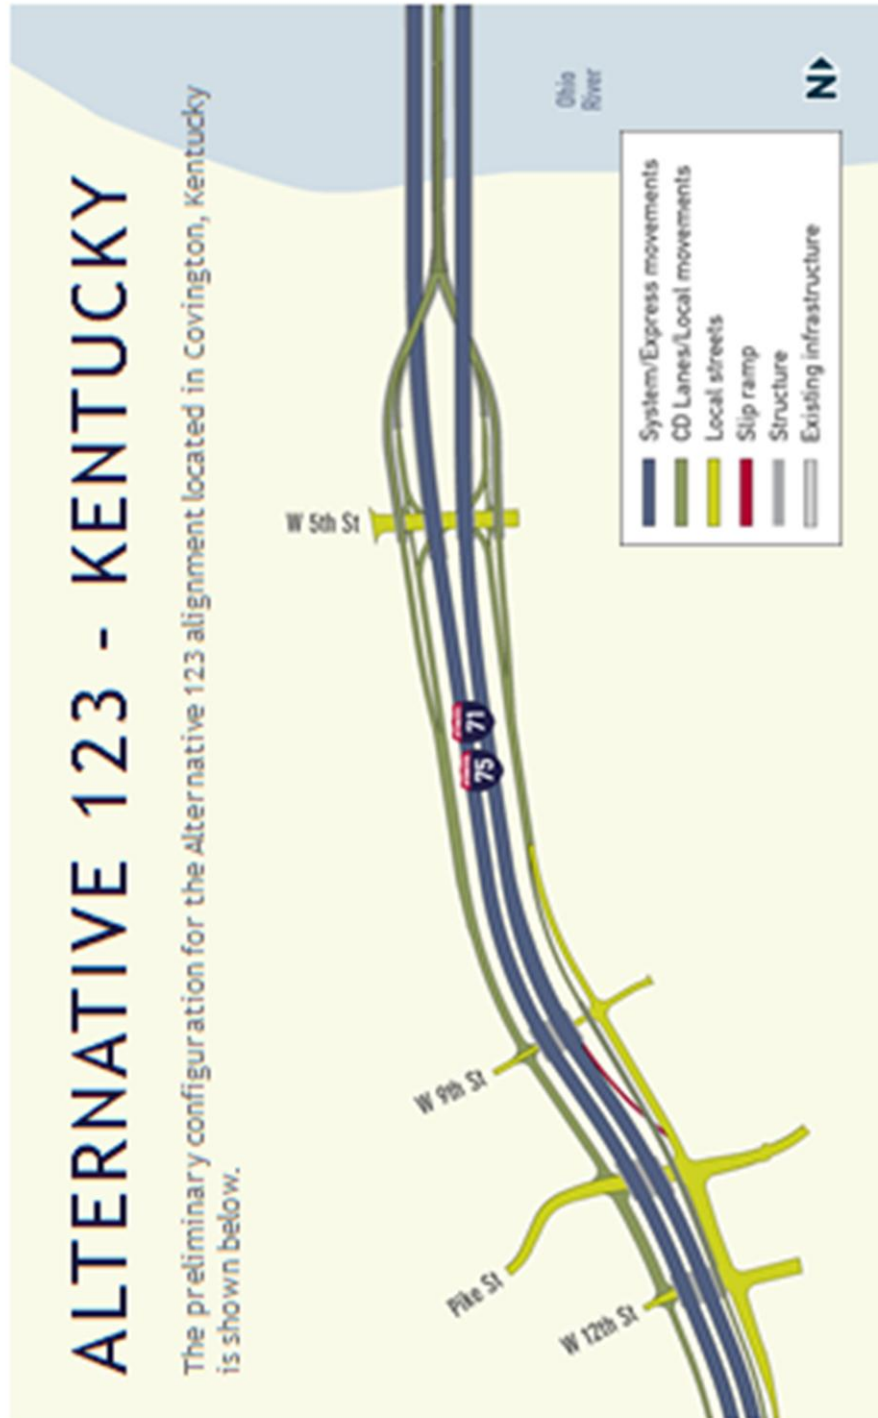 ALTERNATIVE 123 - KENTUCKY
The preliminary configuration for the Alternative 123 alignment located in Covington, Kentucky
is shown below.
W 5th St
71
75
W 9th St
Pike St
W 12th St
Ohio
River
N
System/Express movements
CD Lanes/Local movements
Local streets
Slip ramp
Structure
Existing infrastructure